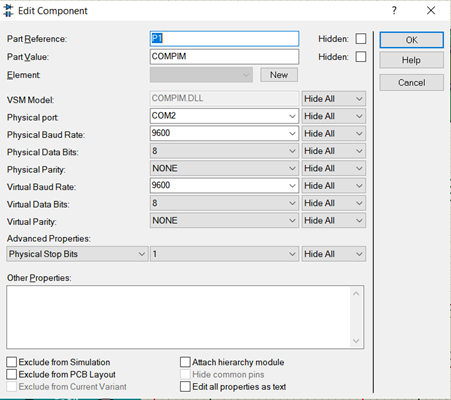 Edit Component ? ×
Part Reference: P1 Hidden: OK
Part Value: COMPIM Hidden: Help
Element: New Cancel
VSM Model: COMPIM.DLL Hide All
Physical port: COM2 Hide All
Physical Baud Rate: 9600 Hide All
Physical Data Bits: 8 Hide All
Physical Parity: NONE Hide All
Virtual Baud Rate: 9600 Hide All
Virtual Data Bits: 8 Hide All
Virtual Parity: NONE Hide All
Advanced Properties:
Physical Stop Bits 1 Hide All
Other Properties:
Exclude from Simulation Attach hierarchy module
Exclude from PCB Layout Hide common pins
Exclude from Current Variant Edit all properties as text